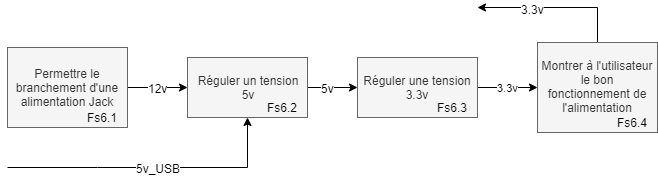 3.3v
Permettre le
branchement d'une
alimentation Jack
Fs6.1
12v
Réguler un tension
5v
Fs6.2
5v
Réguler une tension
3.3v
Fs6.3
3.3v
Montrer à l'utilisateur
le bon
fonctionnement de
l'alimentation
Fs6.4
5v_USB